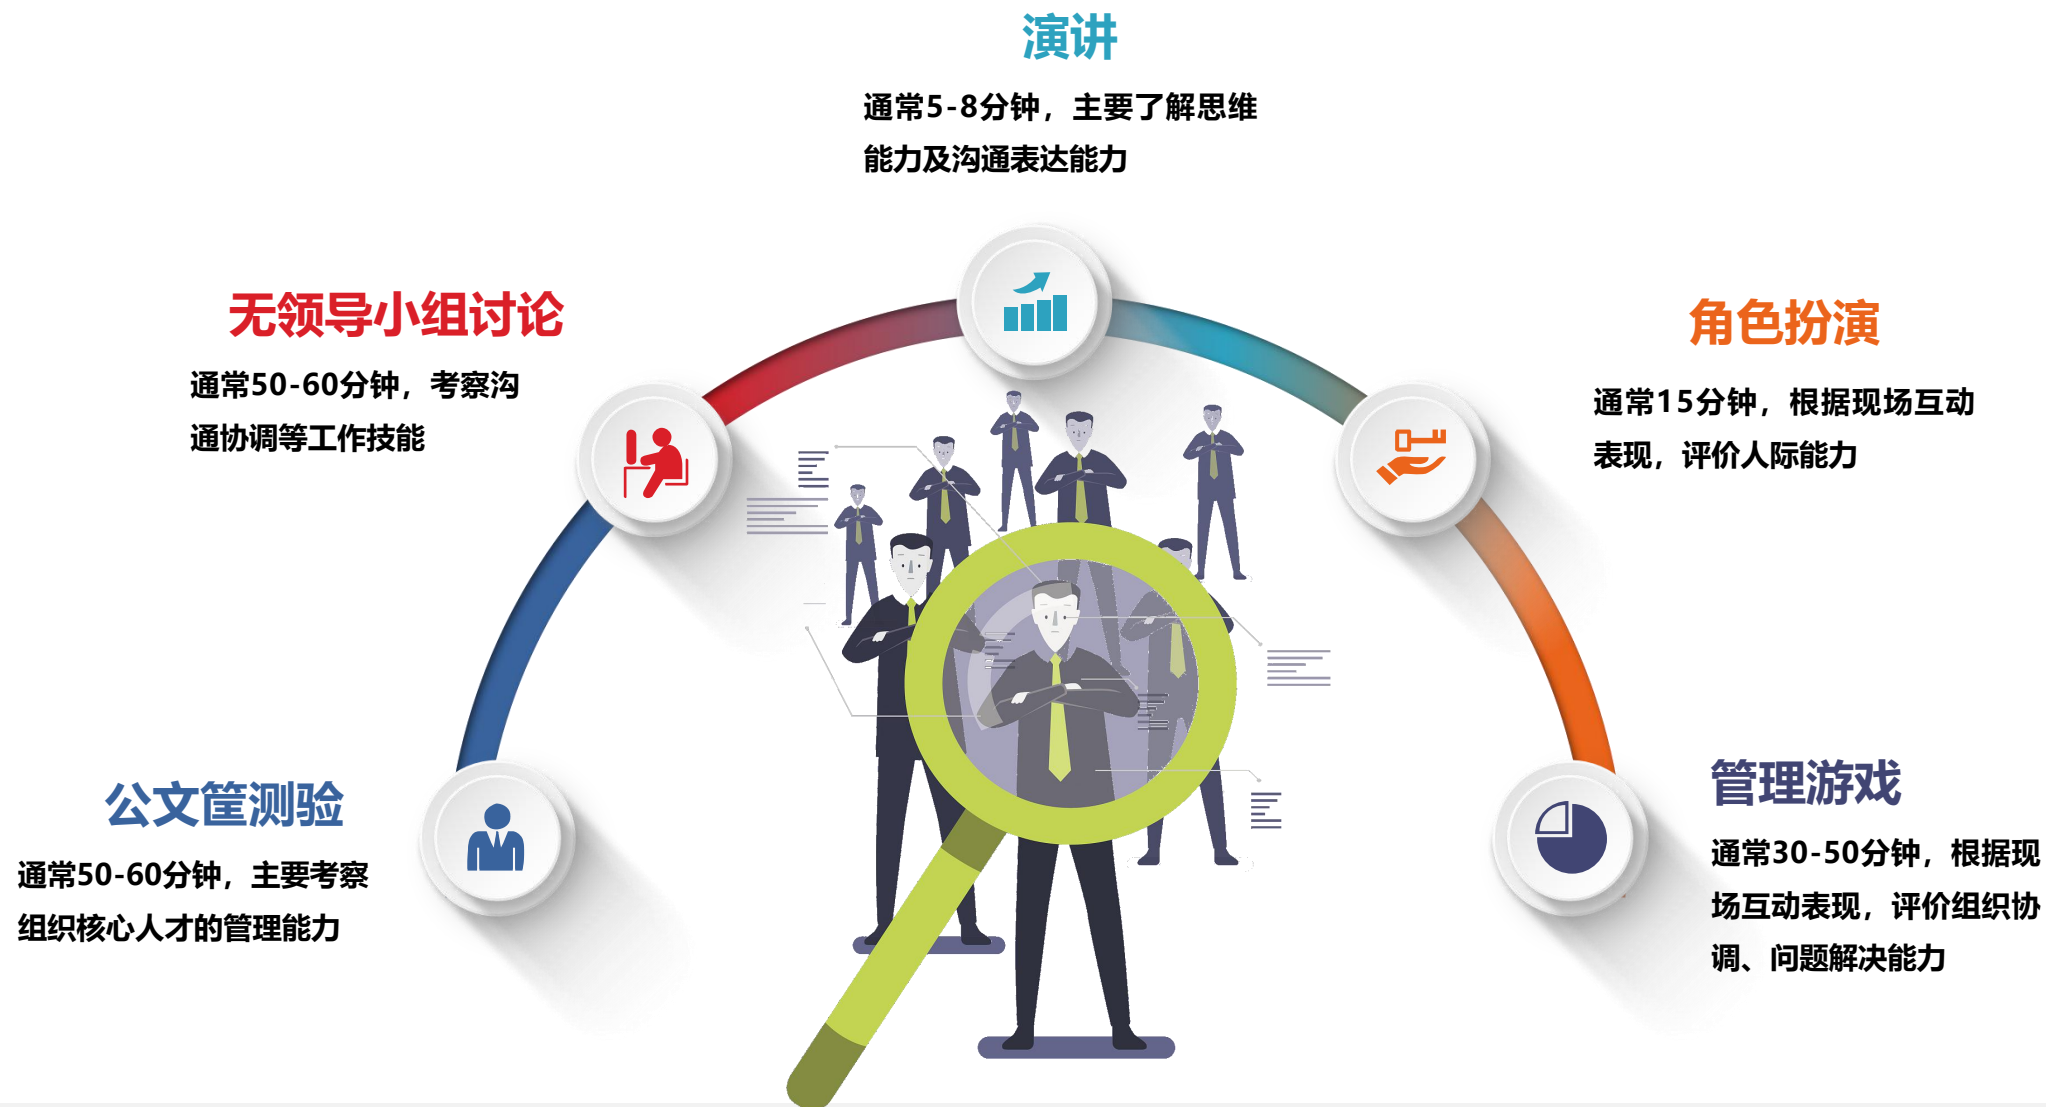 演讲
通常5-8分钟，主要了解思维
能力及沟通表达能力
无领导小组讨论
通常50-60分钟，考察沟
通协调等工作技能
角色扮演
通常15分钟，根据现场互动
表现，评价人际能力
公文筐测验
通常50-60分钟，主要考察
组织核心人才的管理能力
管理游戏
通常30-50分钟，根据现
场互动表现，评价组织协
调、问题解决能力